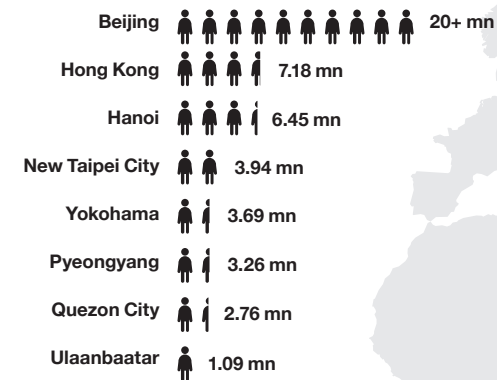 Beijing 20+ mn
Hong Kong 7.18 mn
Hanoi 6.45 mn
New Taipei City 3.94 mn
Yokohama 3.69 mn
Pyeongyang 3.26 mn
Quezon City 2.76 mn
Ulaanbaatar 1.09 mn